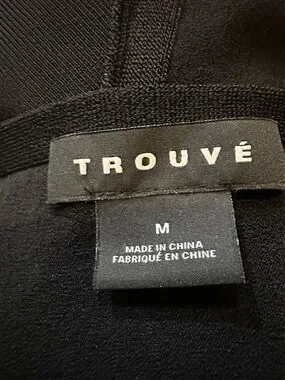 TROUVÉ
M
MADE IN CHINA
FABRIQUÉ EN CHINE